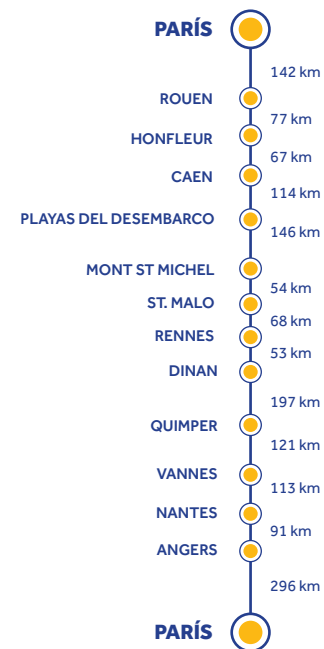 PARÍS
142 km
ROUEN
77 km
HONFLEUR
67 km
CAEN
114 km
PLAYAS DEL DESEMBARCO
146 km
MONT ST MICHEL
54 km
ST. MALO
68 km
RENNES
53 km
DINAN
197 km
QUIMPER
121 km
VANNES
113 km
NANTES
91 km
ANGERS
296 km
PARÍS